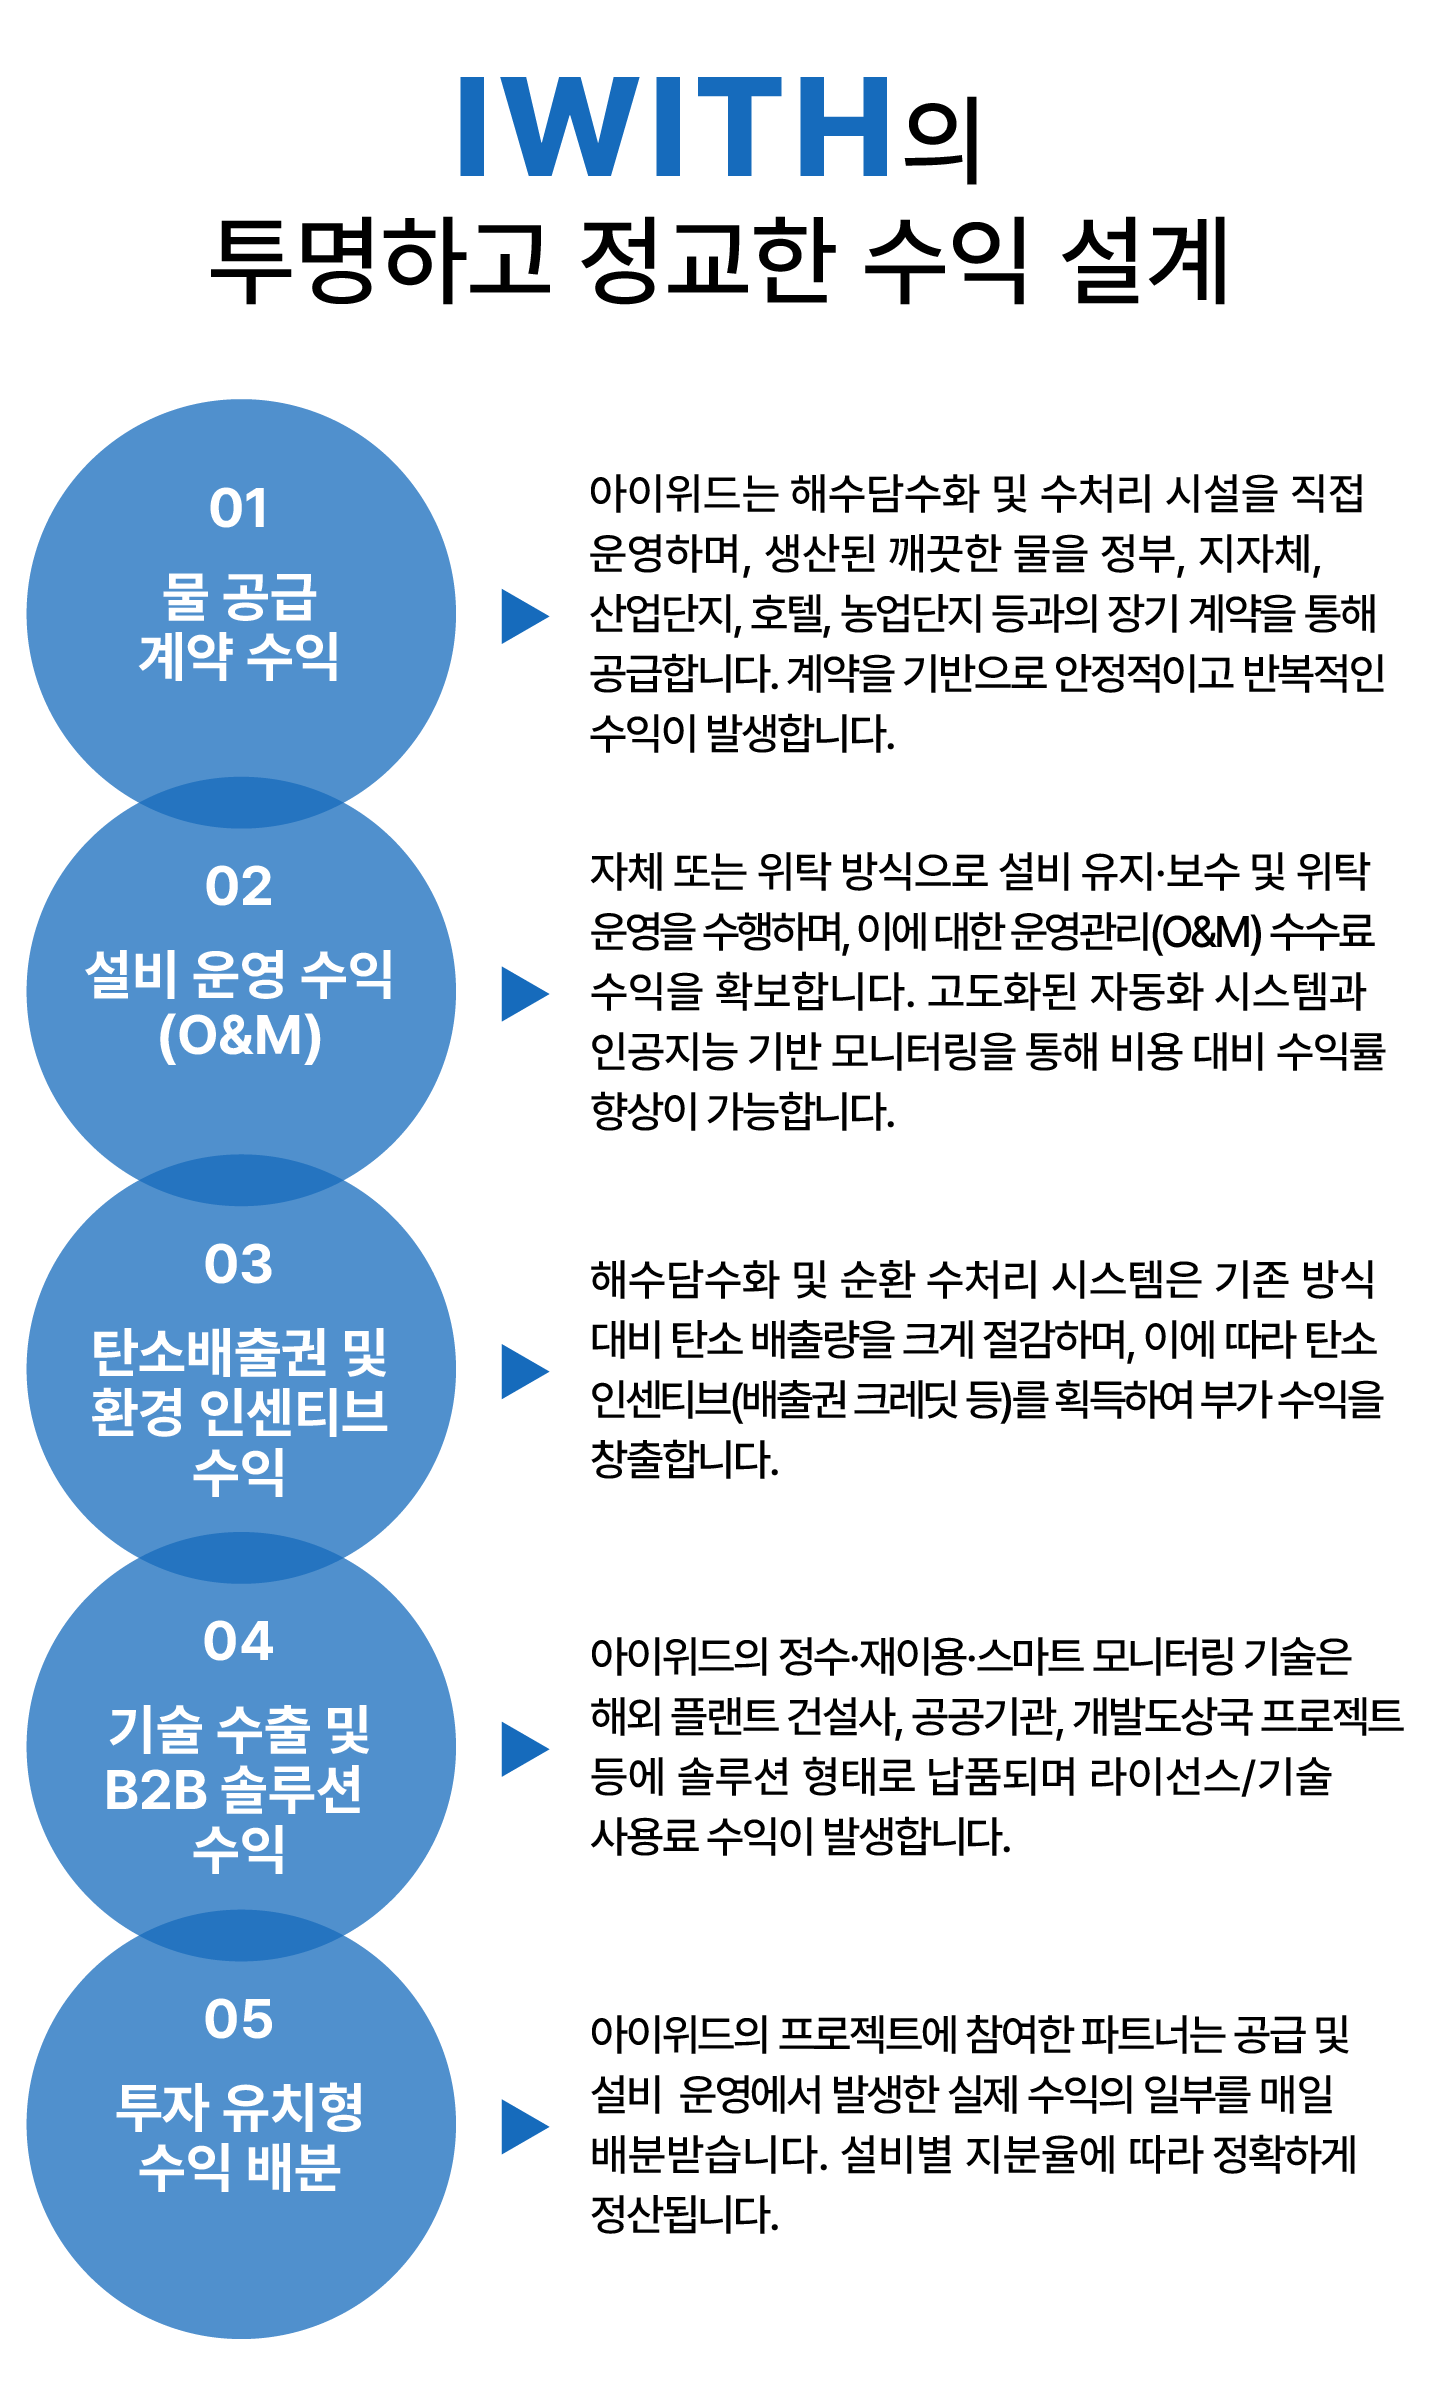 IWITH의
투명하고 정교한 수익 설계
01
물 공급
계약 수익
아이위드는 해수담수화 및 수처리 시설을 직접
운영하며, 생산된 깨끗한 물을 정부, 지자체,
산업단지, 호텔, 농업단지 등과의 장기 계약을 통해
공급합니다. 계약을 기반으로 안정적이고 반복적인
수익이 발생합니다.
02
설비 운영 수익
(O&M)
자체 또는 위탁 방식으로 설비 유지·보수 및 위탁
운영을 수행하며, 이에 대한 운영관리(O&M) 수수료
수익을 확보합니다. 고도화된 자동화 시스템과
인공지능 기반 모니터링을 통해 비용 대비 수익률
향상이 가능합니다.
03
탄소배출권 및
환경 인센티브
수익
해수담수화 및 순환 수처리 시스템은 기존 방식
대비 탄소 배출량을 크게 절감하며, 이에 따라 탄소
인센티브(배출권 크레딧 등)를 획득하여 부가 수익을
창출합니다.
04
기술 수출 및
B2B 솔루션
수익
아이위드의 정수·재이용·스마트 모니터링 기술은
해외 플랜트 건설사, 공공기관, 개발도상국 프로젝트
등에 솔루션 형태로 납품되며 라이선스/기술
사용료 수익이 발생합니다.
05
투자 유치형
수익 배분
아이위드의 프로젝트에 참여한 파트너는 공급 및
설비 운영에서 발생한 실제 수익의 일부를 매일
배분받습니다. 설비별 지분율에 따라 정확하게
정산됩니다.